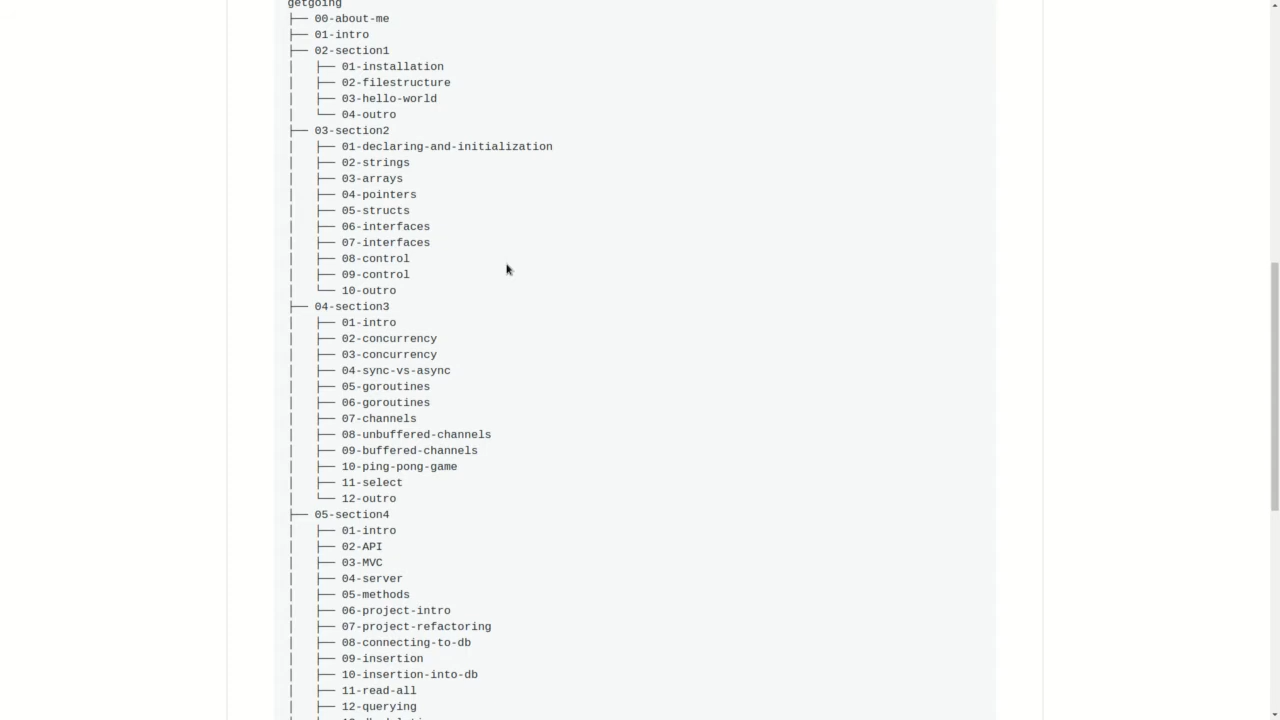 getgoing
├── 00-about-me
├── 01-intro
├── 02-section1
│   ├── 01-installation
│   ├── 02-filestructure
│   ├── 03-hello-world
│   └── 04-outro
├── 03-section2
│   ├── 01-declaring-and-initialization
│   ├── 02-strings
│   ├── 03-arrays
│   ├── 04-pointers
│   ├── 05-structs
│   ├── 06-interfaces
│   ├── 07-interfaces
│   ├── 08-control
│   ├── 09-control
│   └── 10-outro
├── 04-section3
│   ├── 01-intro
│   ├── 02-concurrency
│   ├── 03-concurrency
│   ├── 04-sync-vs-async
│   ├── 05-goroutines
│   ├── 06-goroutines
│   ├── 07-channels
│   ├── 08-unbuffered-channels
│   ├── 09-buffered-channels
│   ├── 10-ping-pong-game
│   ├── 11-select
│   └── 12-outro
├── 05-section4
│   ├── 01-intro
│   ├── 02-API
│   ├── 03-MVC
│   ├── 04-server
│   ├── 05-methods
│   ├── 06-project-intro
│   ├── 07-project-refactoring
│   ├── 08-connecting-to-db
│   ├── 09-insertion
│   ├── 10-insertion-into-db
│   ├── 11-read-all
│   ├── 12-querying